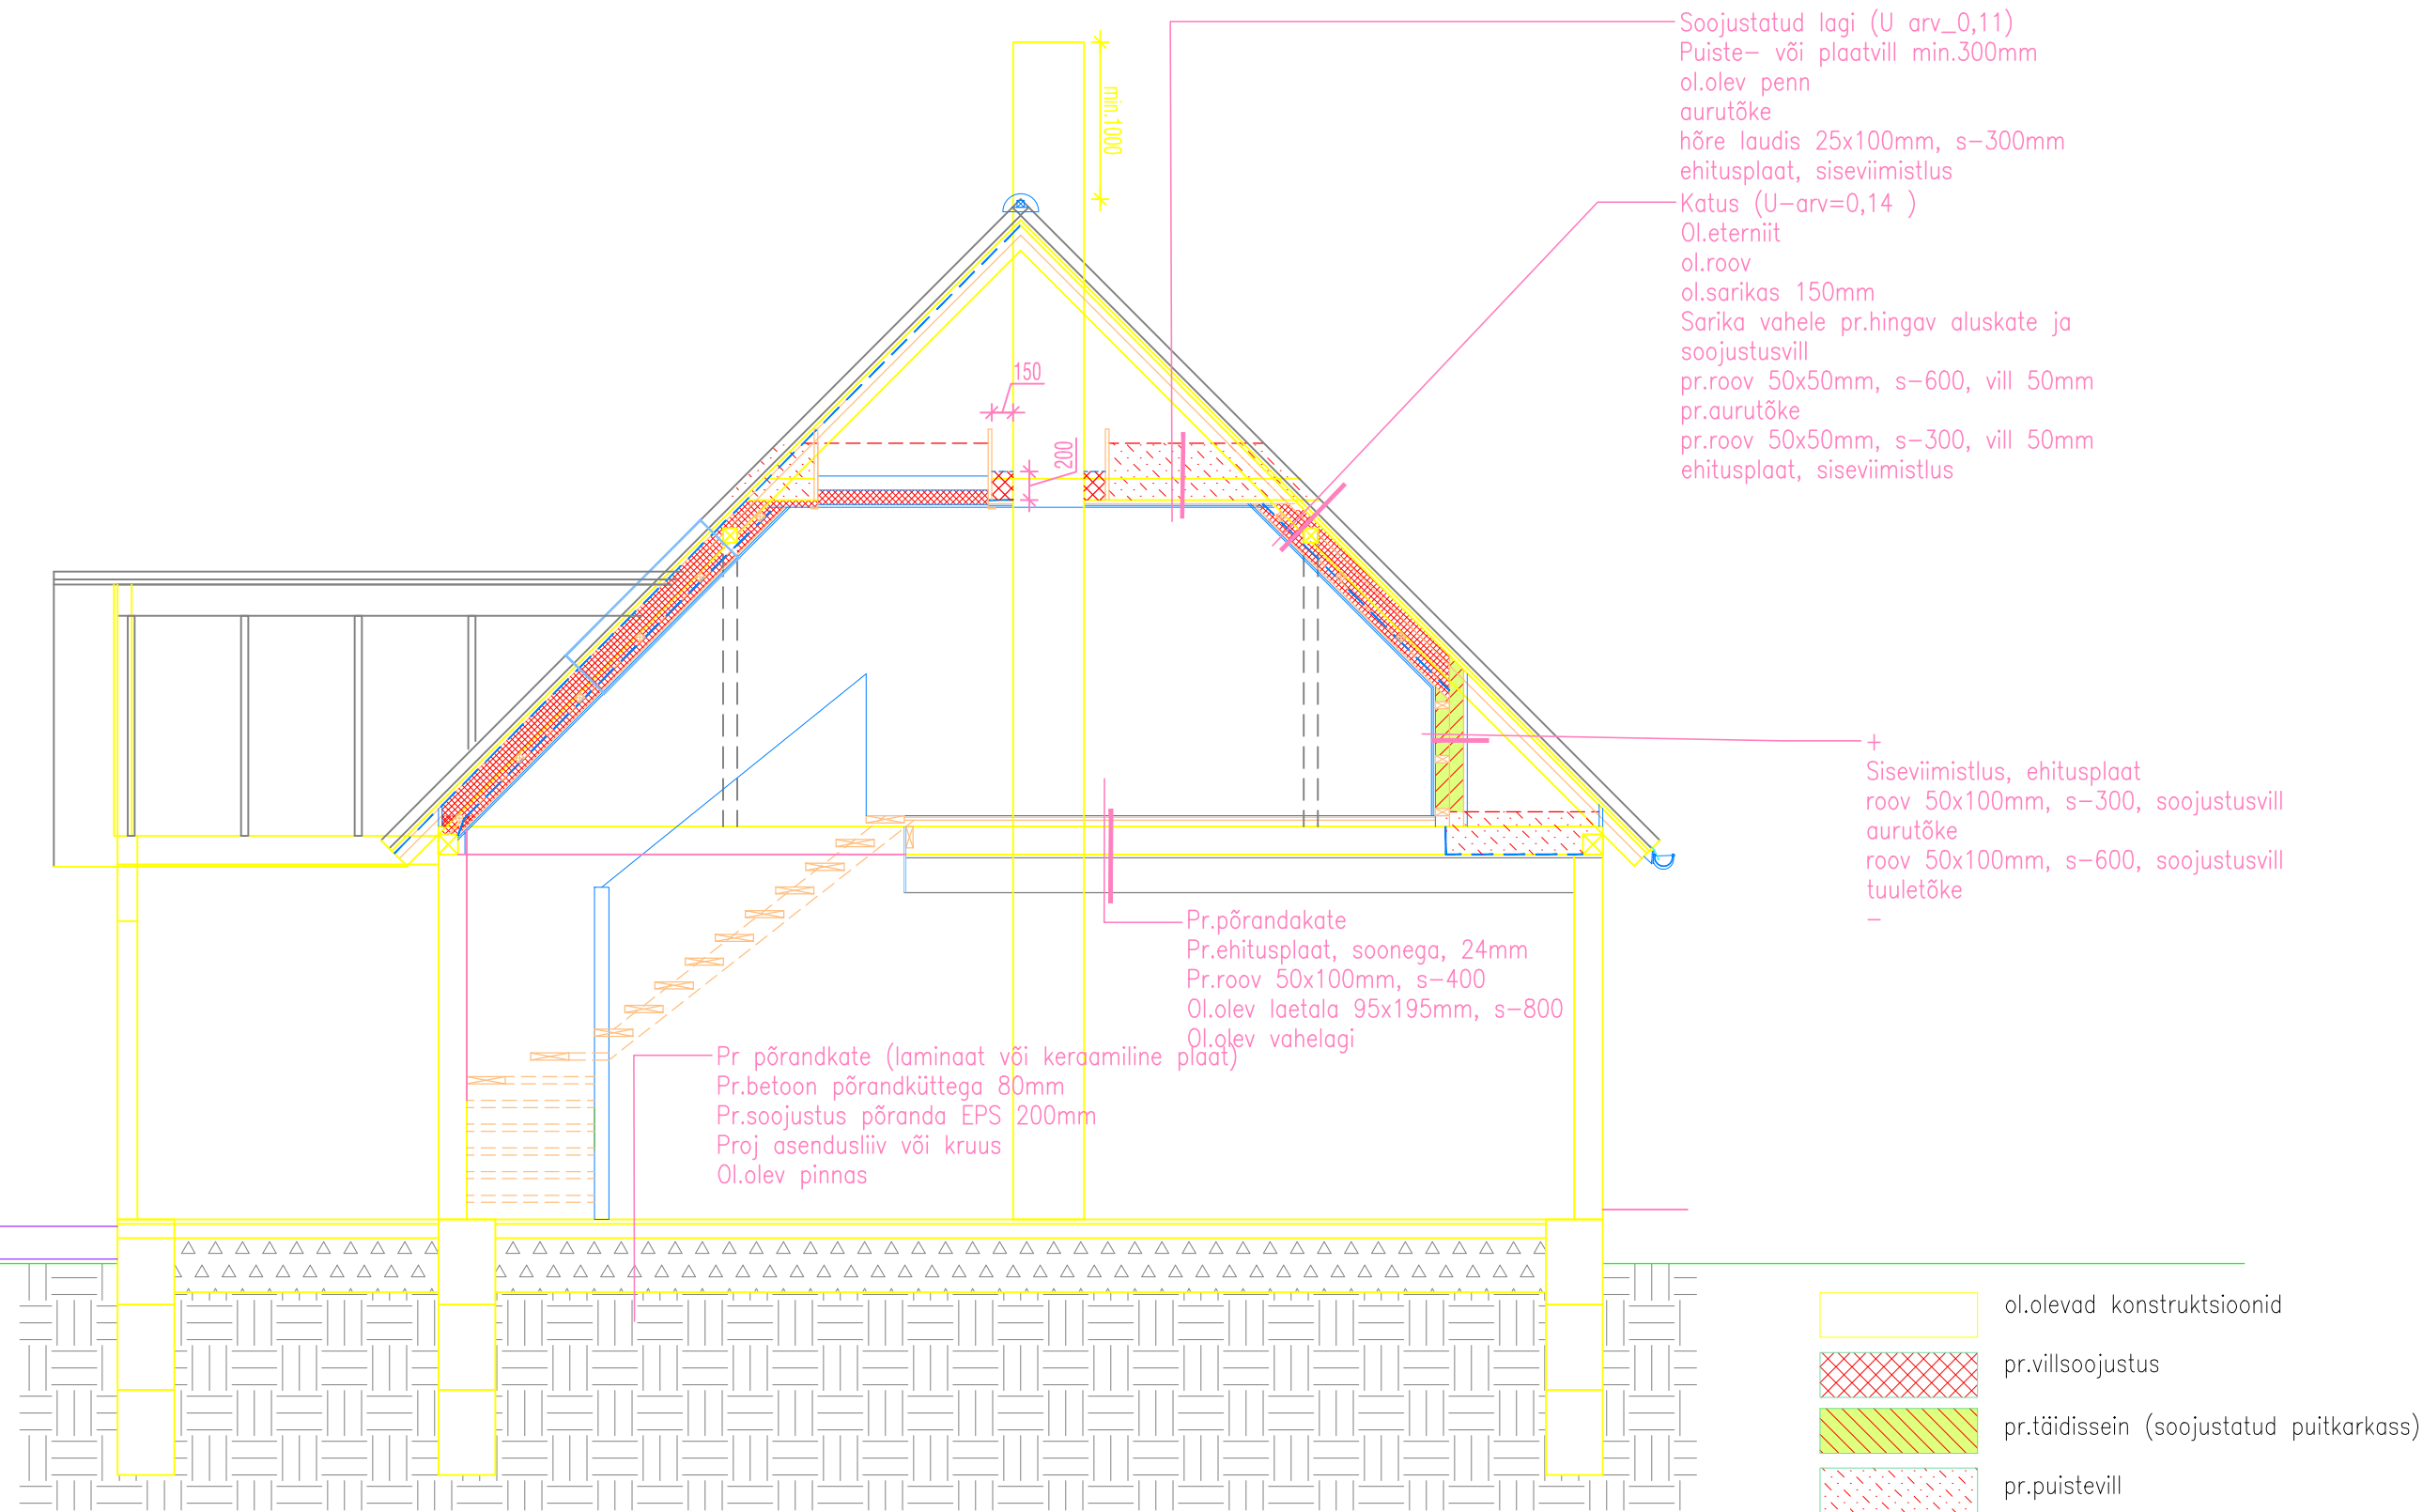 Soojustatud lagi (U arv_0,11)
Puiste- või plaatvill min.300mm
ol.olev penn
aurutõke
hõre laudis 25x100mm, s-300mm
ehitusplaat, siseviimistlus
Katus (U-arv=0,14 )
Ol.eterniit
ol.roov
ol.sarikas 150mm
Sarika vahele pr.hingav aluskate ja
soojustusvill
pr.roov 50x50mm, s-600, vill 50mm
pr.aurutõke
pr.roov 50x50mm, s-300, vill 50mm
ehitusplaat, siseviimistlus
min.1000
150
200
+
Siseviimistlus, ehitusplaat
roov 50x100mm, s-300, soojustusvill
aurutõke
roov 50x100mm, s-600, soojustusvill
tuuletõke
-
Pr.põrandakate
Pr.ehitusplaat, soonega, 24mm
Pr.roov 50x100mm, s-400
Ol.olev laetala 95x195mm, s-800
Ol.olev vahelagi
Pr põrandkate (laminaat või keraamiline plaat)
Pr.betoon põrandküttega 80mm
Pr.soojustus põranda EPS 200mm
Proj asendusliiv või kruus
Ol.olev pinnas
ol.olevad konstruktsioonid
pr.villsoojustus
pr.täidissein (soojustatud puitkarkass)
pr.puistevill